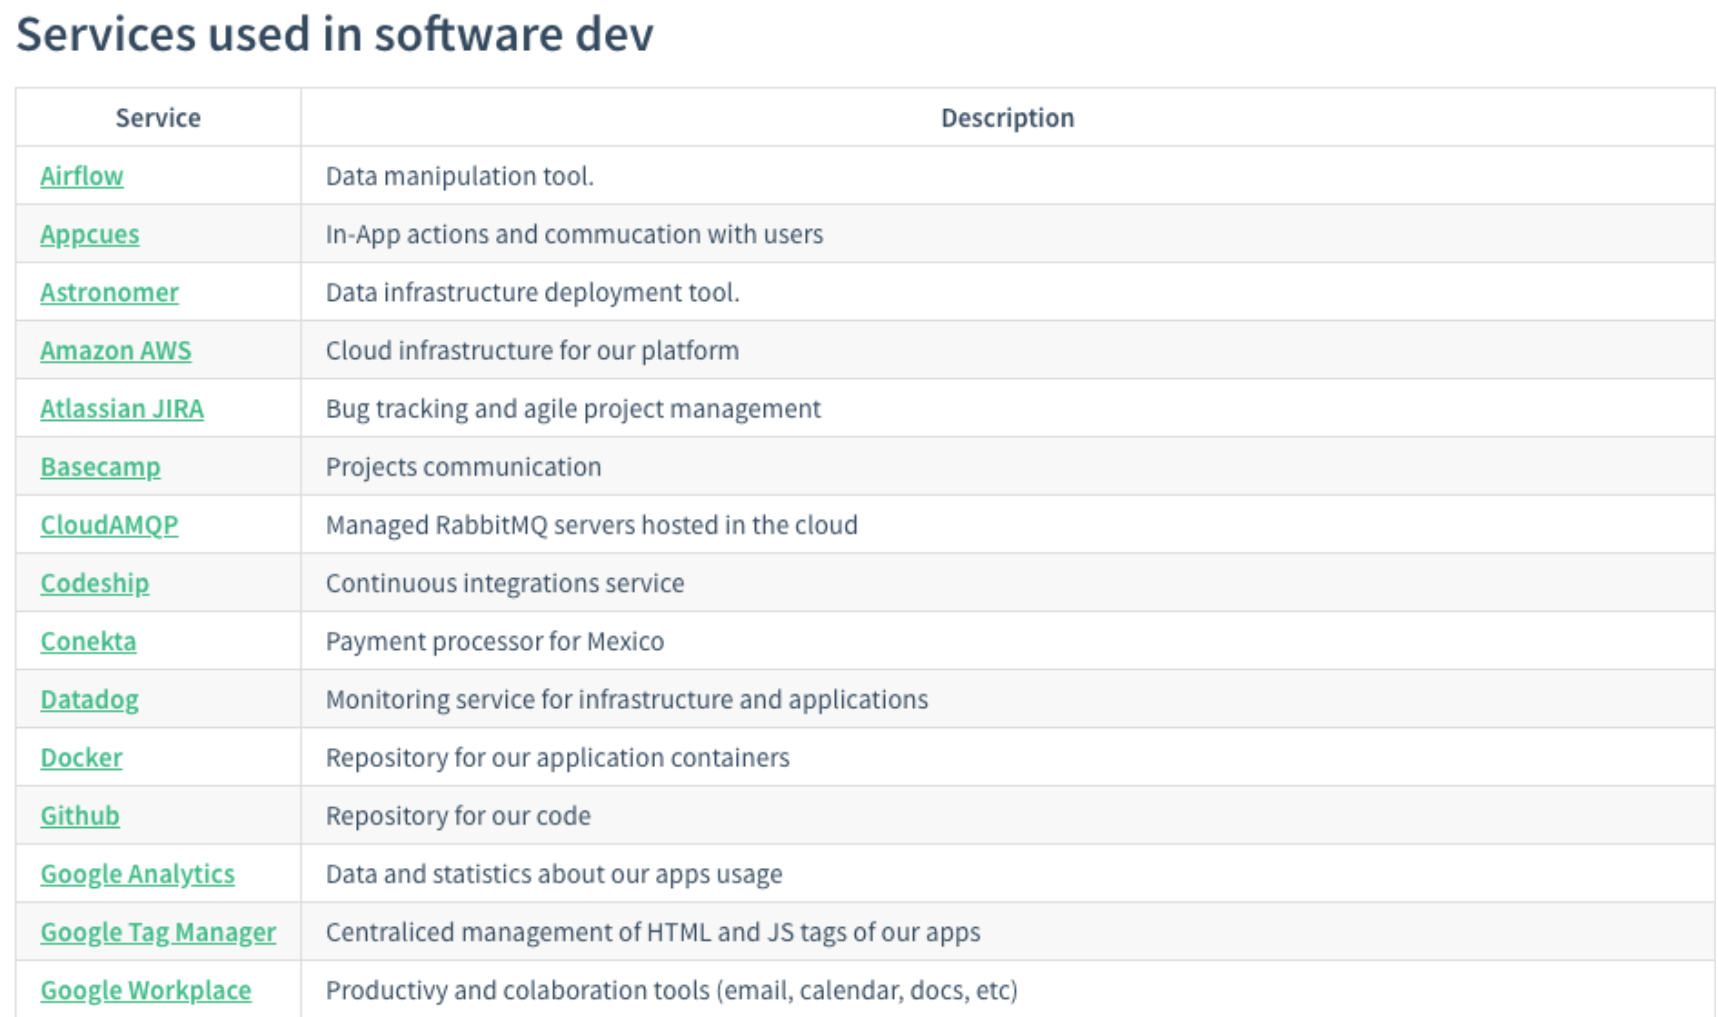 Services used in software dev
Service Description
Airflow Data manipulation tool.
Appcues In-App actions and commucation with users
Astronomer Data infrastructure deployment tool.
Amazon AWS Cloud infrastructure for our platform
Atlassian JIRA Bug tracking and agile project management
Basecamp Projects communication
CloudAMQP Managed RabbitMQ servers hosted in the cloud
Codeship Continuous integrations service
Conekta Payment processor for Mexico
Datadog Monitoring service for infrastructure and applications
Docker Repository for our application containers
Github Repository for our code
Google Analytics Data and statistics about our apps usage
Google Tag Manager Centraliced management of HTML and JS tags of our apps
Google Workplace Productivy and colaboration tools (email, calendar, docs, etc)